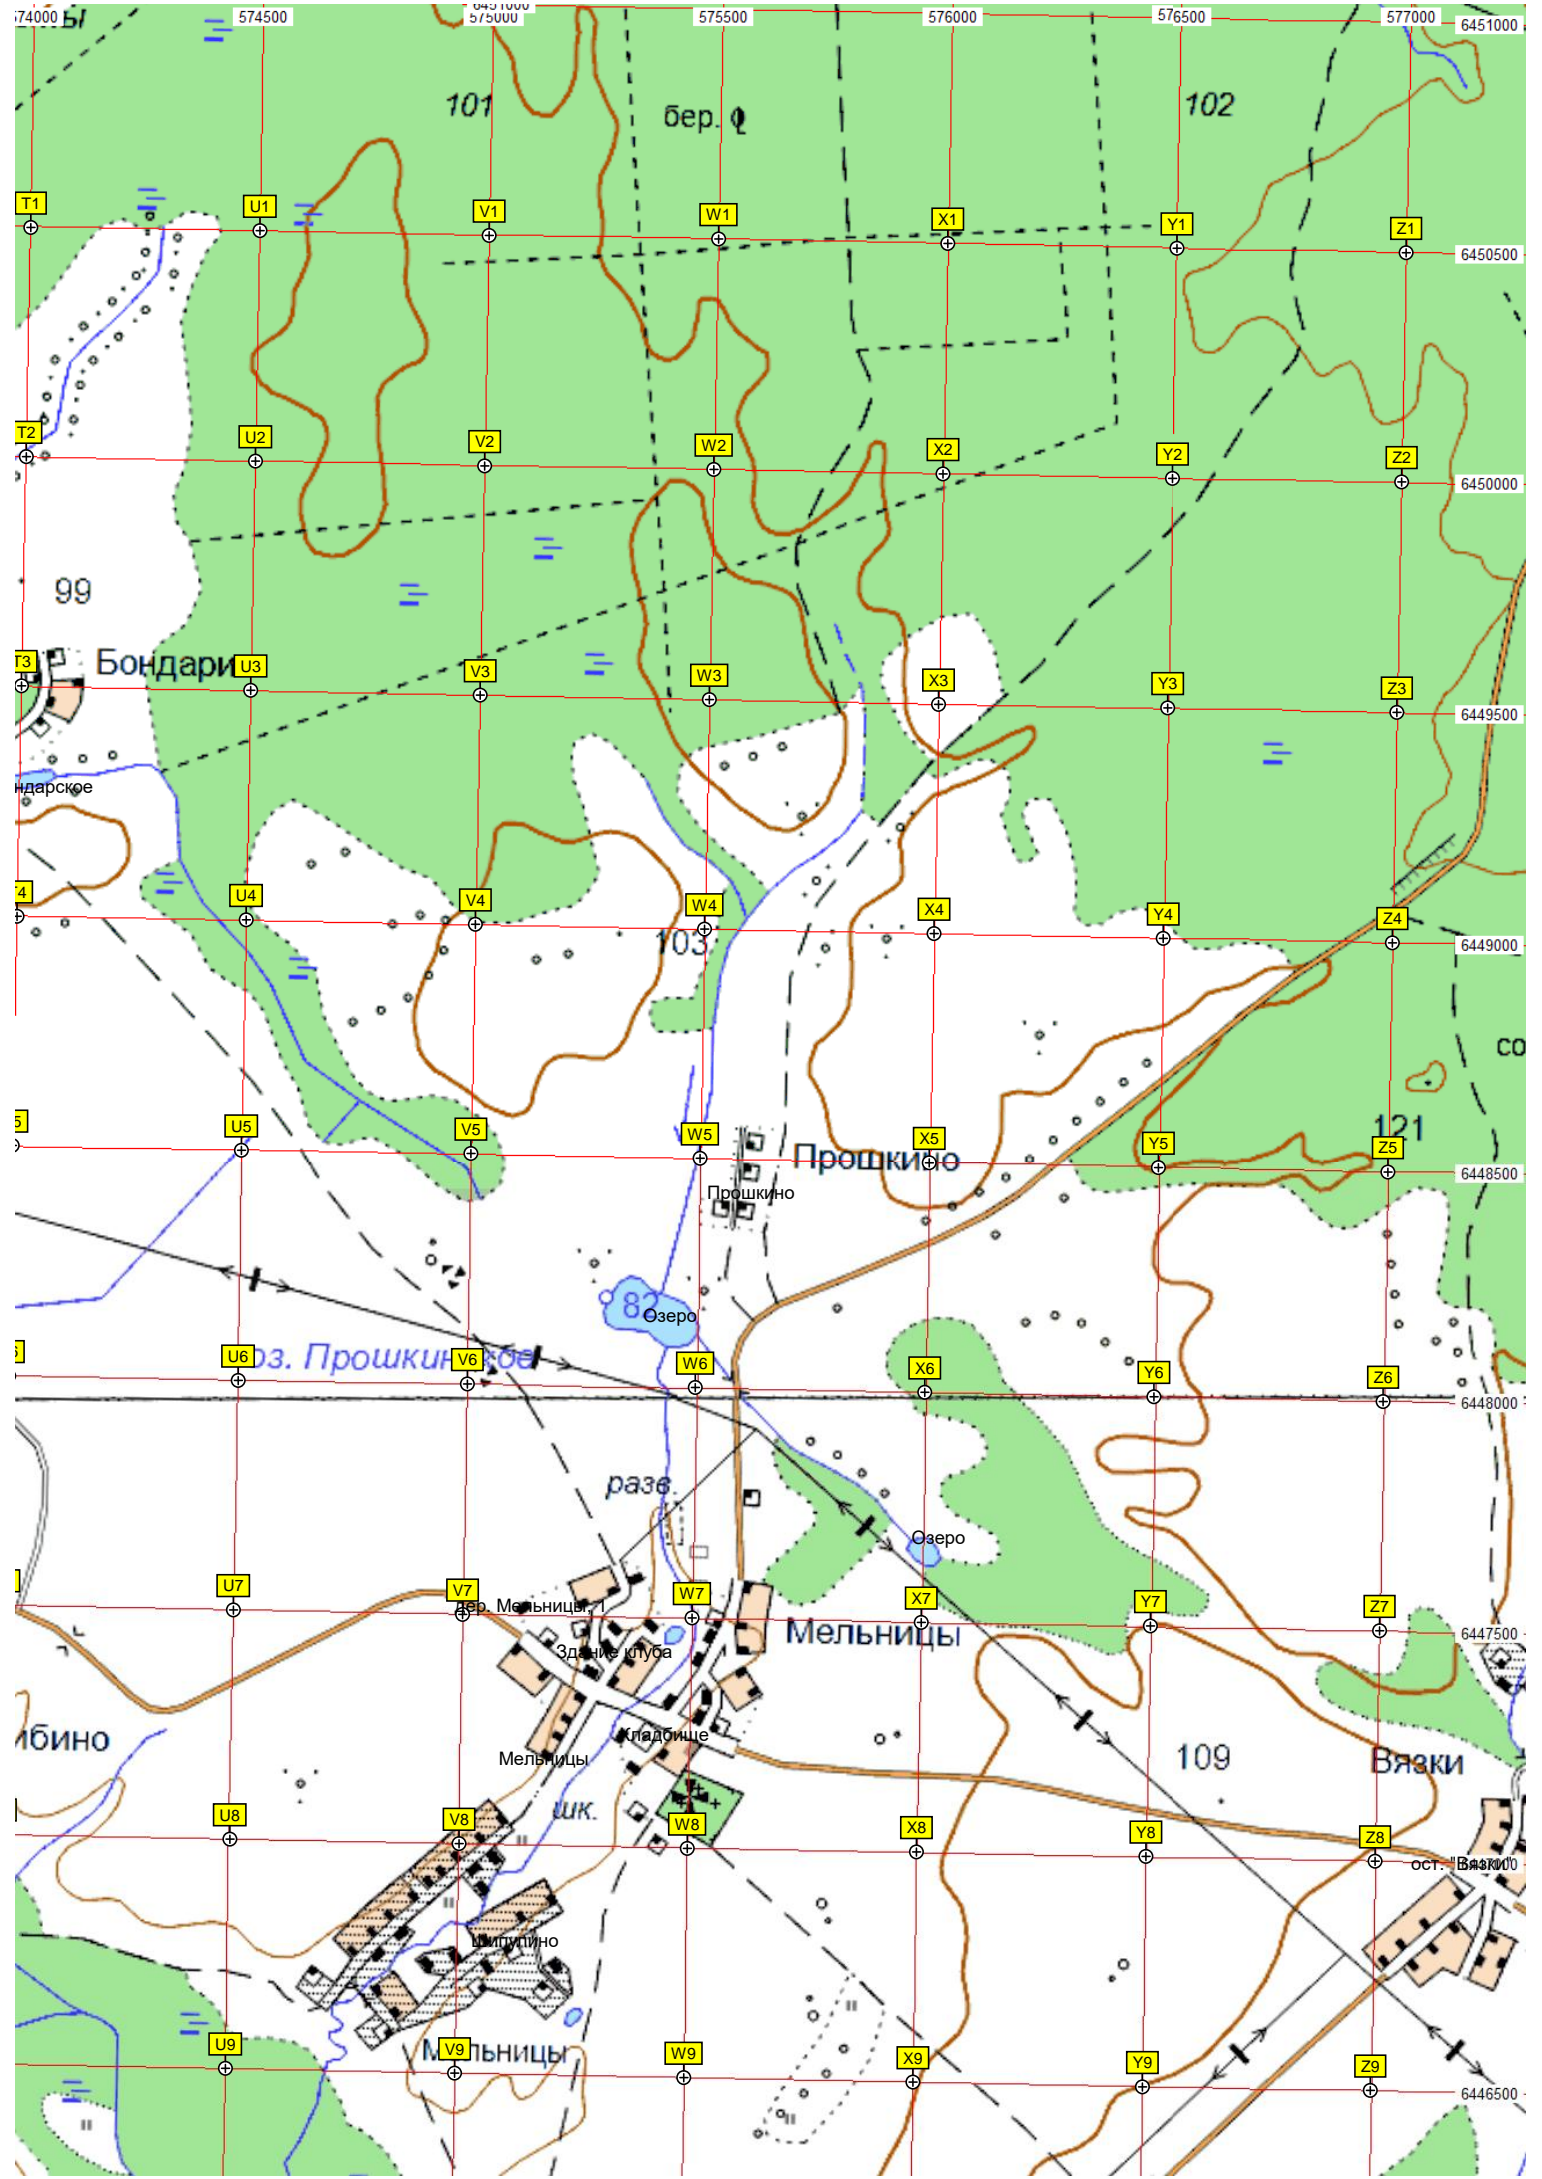 574000 574500 6451000 575000 575500 576000 576500 577000
6451000
101
бер.
102
T1 U1 V1 W1 X1 Y1 Z1
6450500
T2 U2 V2 W2 X2 Y2 Z2
6450000
99
Бондари
T3 U3 V3 W3 X3 Y3 Z3
6449500
ндарское
U4 V4 W4 X4 Y4 Z4
103
6449000
со
121
U5 V5 W5 X5 Y5 Z5
Прошкино
6448500
Прошкино
82
Озеро
оз. Прошкинское
U6 V6 W6 X6 Y6 Z6
6448000
разв.
Озеро
U7 V7 W7 X7 Y7 Z7
дер. Мельницы, 1
Мельницы
6447500
Здание клуба
Кладбище
ибино
Мельницы
109
Вязки
шк.
U8 V8 W8 X8 Y8 Z8
ост. "Вязки"
6447000
Шипулино
U9 V9 W9 X9 Y9 Z9
Мельницы
6446500